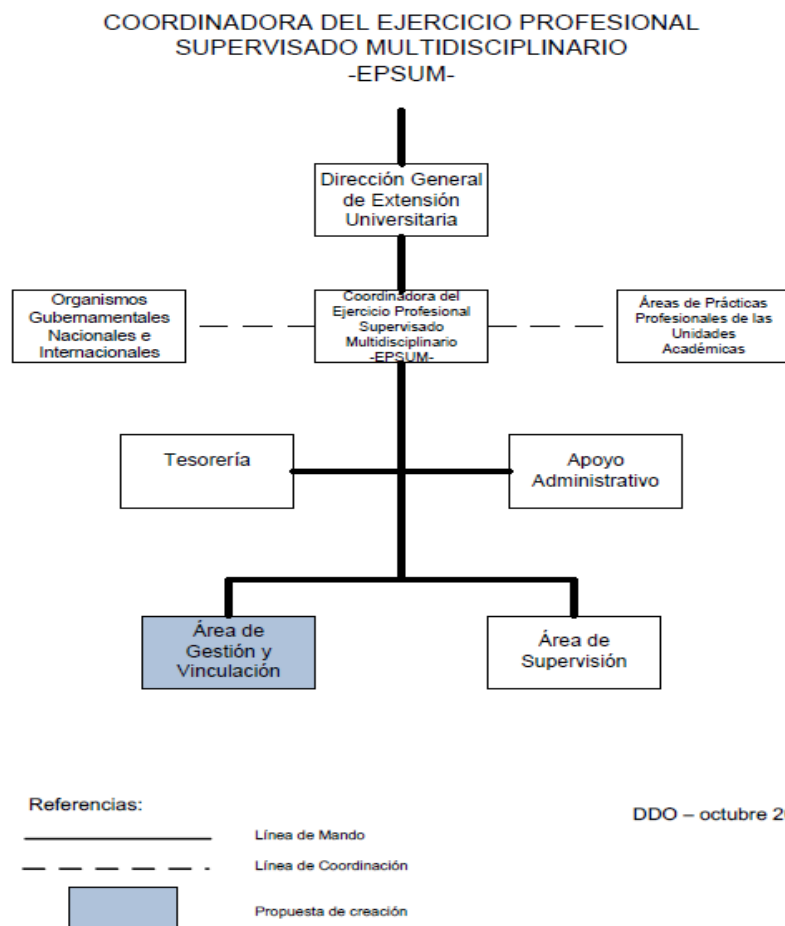 COORDINADORA DEL EJERCICIO PROFESIONAL
SUPERVISADO MULTIDISCIPLINARIO
-EPSUM-
Dirección General
de Extensión
Universitaria
Organismos
Gubernamentales
Nacionales e
Internacionales
Coordinadora del
Ejercicio Profesional
Supervisado
Multidisciplinario
-EPSUM-
Áreas de Prácticas
Profesionales de las
Unidades
Académicas
Tesorería
Apoyo
Administrativo
Área de
Gestión y
Vinculación
Área de
Supervisión
Referencias:
DDO – octubre
Línea de Mando
Línea de Coordinación
Propuesta de creación